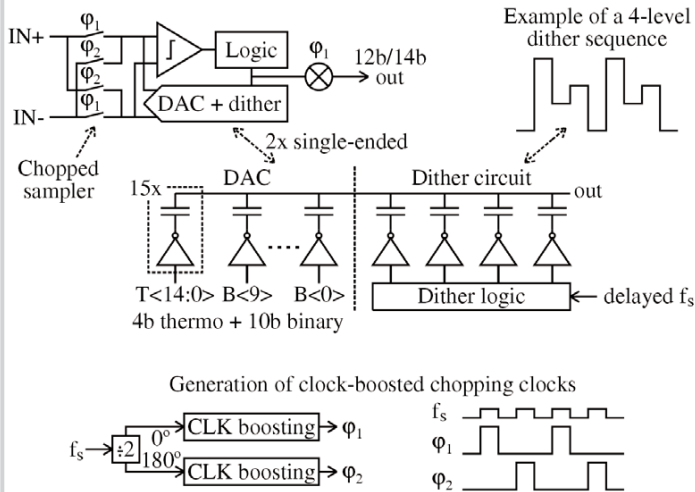 φ1
IN+
φ2
φ2
IN-
φ1
Chopped
sampler
Logic
φ1
12b/14b
out
DAC + dither
2x single-ended
Example of a 4-level
dither sequence
15x
DAC
Dither circuit
out
T<14:0> B<9> B<0>
4b thermo + 10b binary
Dither logic
delayed fs
Generation of clock-boosted chopping clocks
fs
÷2
0º
CLK boosting
φ1
180º
CLK boosting
φ2
fs
φ1
φ2